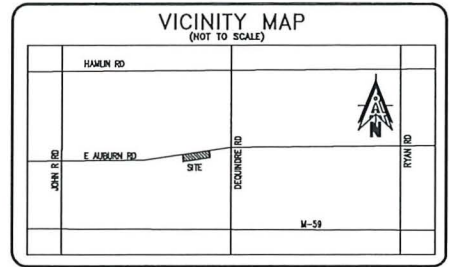 VICINITY MAP
(NOT TO SCALE)
HAMLIN RD
JOHN R RD
E AUBURN RD
SITE
DEQUINDRE RD
N
RYAN RD
M-59